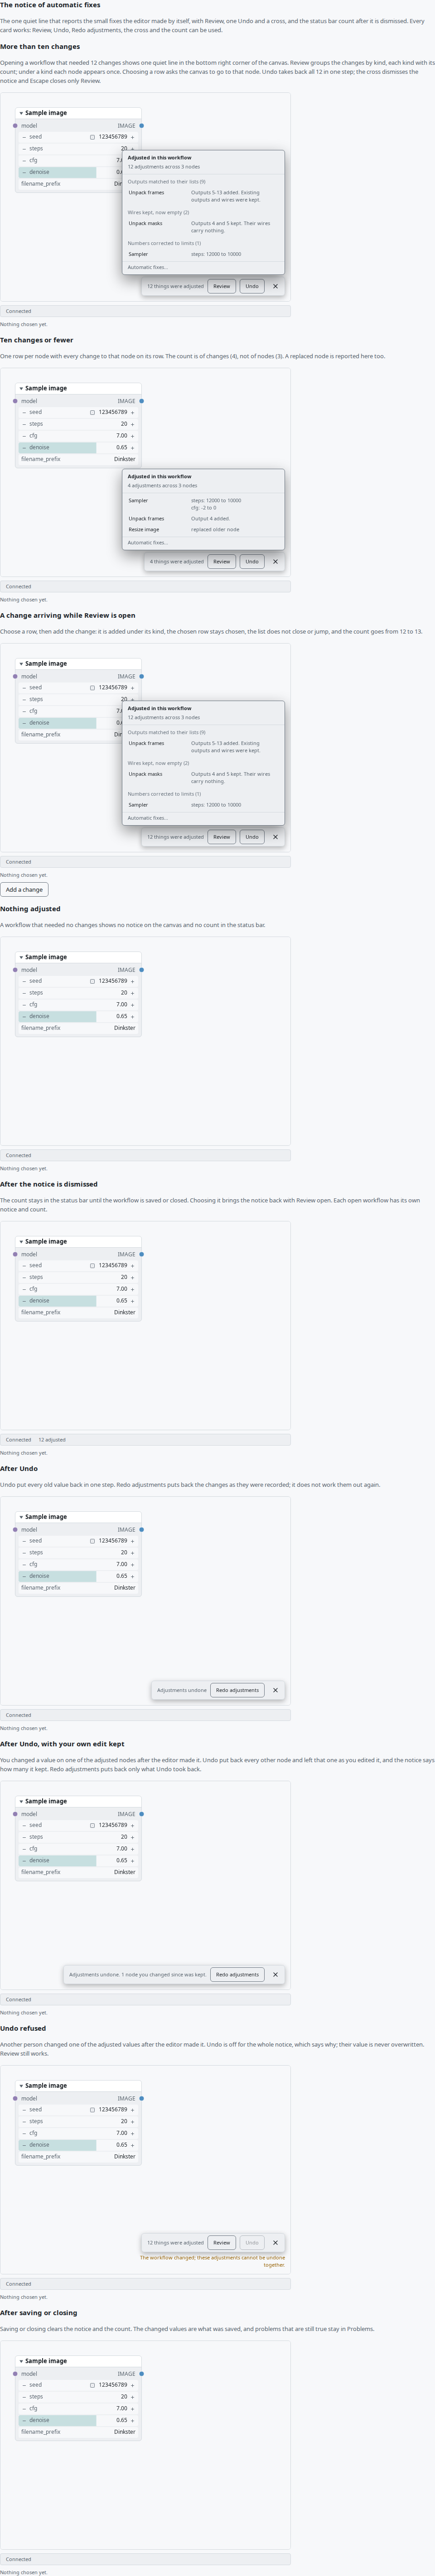 The notice of automatic fixes
The one quiet line that reports the small fixes the editor made by itself, with Review, one Undo and a cross, and the status bar count after it is dismissed. Every
card works: Review, Undo, Redo adjustments, the cross and the count can be used.
More than ten changes
Opening a workflow that needed 12 changes shows one quiet line in the bottom right corner of the canvas. Review groups the changes by kind, each kind with its
count; under a kind each node appears once. Choosing a row asks the canvas to go to that node. Undo takes back all 12 in one step; the cross dismisses the
notice and Escape closes only Review.
Sample image
model IMAGE
seed 123456789
steps 20
cfg 7.0
denoise 0.6
filename_prefix Din
Adjusted in this workflow
12 adjustments across 3 nodes
Outputs matched to their lists (9)
Unpack frames Outputs 5-13 added. Existing
outputs and wires were kept.
Wires kept, now empty (2)
Unpack masks Outputs 4 and 5 kept. Their wires
carry nothing.
Numbers corrected to limits (1)
Sampler steps: 12000 to 10000
Automatic fixes...
12 things were adjusted Review Undo
Connected
Nothing chosen yet.
Ten changes or fewer
One row per node with every change to that node on its row. The count is of changes (4), not of nodes (3). A replaced node is reported here too.
Sample image
model IMAGE
seed 123456789
steps 20
cfg 7.00
denoise 0.65
filename_prefix Dinkster
Adjusted in this workflow
4 adjustments across 3 nodes
Sampler steps: 12000 to 10000
cfg: -2 to 0
Unpack frames Output 4 added.
Resize image replaced older node
Automatic fixes...
4 things were adjusted Review Undo
Connected
Nothing chosen yet.
A change arriving while Review is open
Choose a row, then add the change: it is added under its kind, the chosen row stays chosen, the list does not close or jump, and the count goes from 12 to 13.
Sample image
model IMAGE
seed 123456789
steps 20
cfg 7.0
denoise 0.6
filename_prefix Din
Adjusted in this workflow
12 adjustments across 3 nodes
Outputs matched to their lists (9)
Unpack frames Outputs 5-13 added. Existing
outputs and wires were kept.
Wires kept, now empty (2)
Unpack masks Outputs 4 and 5 kept. Their wires
carry nothing.
Numbers corrected to limits (1)
Sampler steps: 12000 to 10000
Automatic fixes...
12 things were adjusted Review Undo
Connected
Nothing chosen yet.
Add a change
Nothing adjusted
A workflow that needed no changes shows no notice on the canvas and no count in the status bar.
Sample image
model IMAGE
seed 123456789
steps 20
cfg 7.00
denoise 0.65
filename_prefix Dinkster
Connected
Nothing chosen yet.
After the notice is dismissed
The count stays in the status bar until the workflow is saved or closed. Choosing it brings the notice back with Review open. Each open workflow has its own
notice and count.
Sample image
model IMAGE
seed 123456789
steps 20
cfg 7.00
denoise 0.65
filename_prefix Dinkster
Connected 12 adjusted
Nothing chosen yet.
After Undo
Undo put every old value back in one step. Redo adjustments puts back the changes as they were recorded; it does not work them out again.
Sample image
model IMAGE
seed 123456789
steps 20
cfg 7.00
denoise 0.65
filename_prefix Dinkster
Adjustments undone Redo adjustments
Connected
Nothing chosen yet.
After Undo, with your own edit kept
You changed a value on one of the adjusted nodes after the editor made it. Undo put back every other node and left that one as you edited it, and the notice says
how many it kept. Redo adjustments puts back only what Undo took back.
Sample image
model IMAGE
seed 123456789
steps 20
cfg 7.00
denoise 0.65
filename_prefix Dinkster
Adjustments undone. 1 node you changed since was kept. Redo adjustments
Connected
Nothing chosen yet.
Undo refused
Another person changed one of the adjusted values after the editor made it. Undo is off for the whole notice, which says why; their value is never overwritten.
Review still works.
Sample image
model IMAGE
seed 123456789
steps 20
cfg 7.00
denoise 0.65
filename_prefix Dinkster
12 things were adjusted Review Undo
The workflow changed; these adjustments cannot be undone
together.
Connected
Nothing chosen yet.
After saving or closing
Saving or closing clears the notice and the count. The changed values are what was saved, and problems that are still true stay in Problems.
Sample image
model IMAGE
seed 123456789
steps 20
cfg 7.00
denoise 0.65
filename_prefix Dinkster
Connected
Nothing chosen yet.